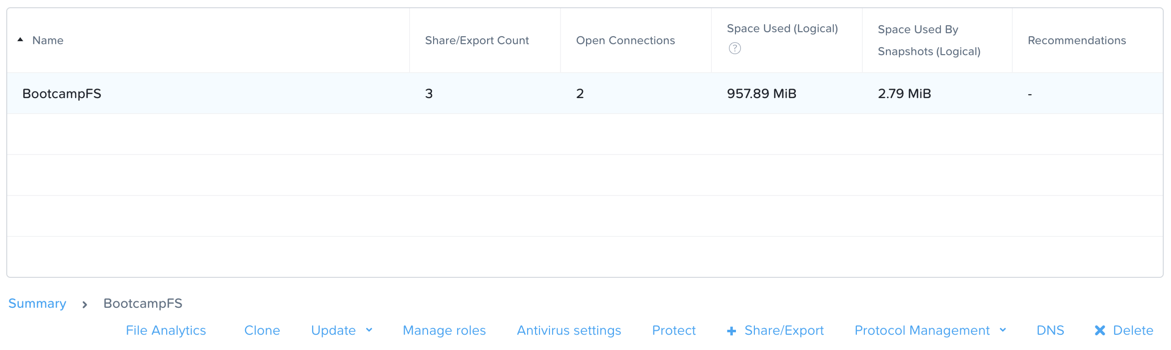 Name
Share/Export Count
Open Connections
Space Used (Logical)
?
Space Used By
Snapshots (Logical)
Recommendations
BootcampFS 3 2 957.89 MiB 2.79 MiB -
Summary > BootcampFS
File Analytics Clone Update Manage roles Antivirus settings Protect + Share/Export Protocol Management DNS Delete